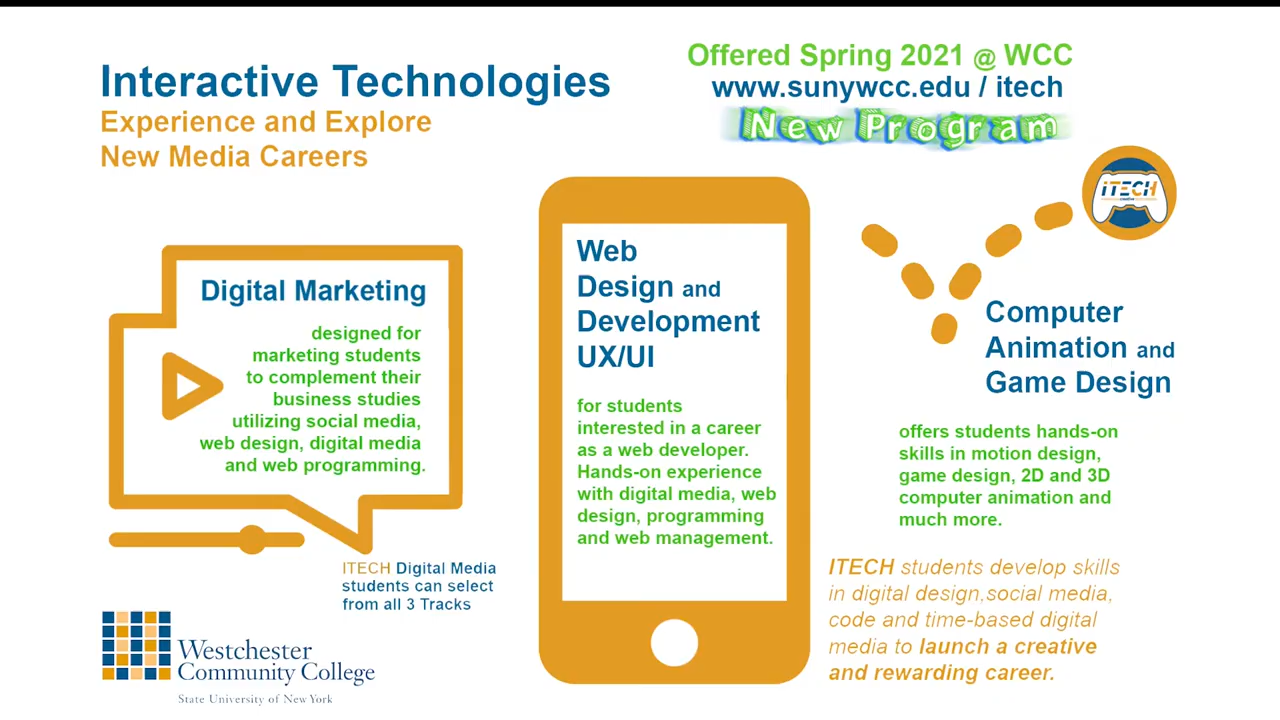 Interactive Technologies
Experience and Explore
New Media Careers
Offered Spring 2021 @ WCC
www.sunywcc.edu / itech
New Program
iTECH
Digital Marketing
designed for
marketing students
to complement their
business studies
utilizing social media,
web design, digital media
and web programming.
ITECH Digital Media
students can select
from all 3 Tracks
Web
Design and
Development
UX/UI
for students
interested in a career
as a web developer.
Hands-on experience
with digital media, web
design, programming
and web management.
Computer
Animation and
Game Design
offers students hands-on
skills in motion design,
game design, 2D and 3D
computer animation and
much more.
ITECH students develop skills
in digital design,social media,
code and time-based digital
media to launch a creative
and rewarding career.
Westchester
Community College
State University of New York